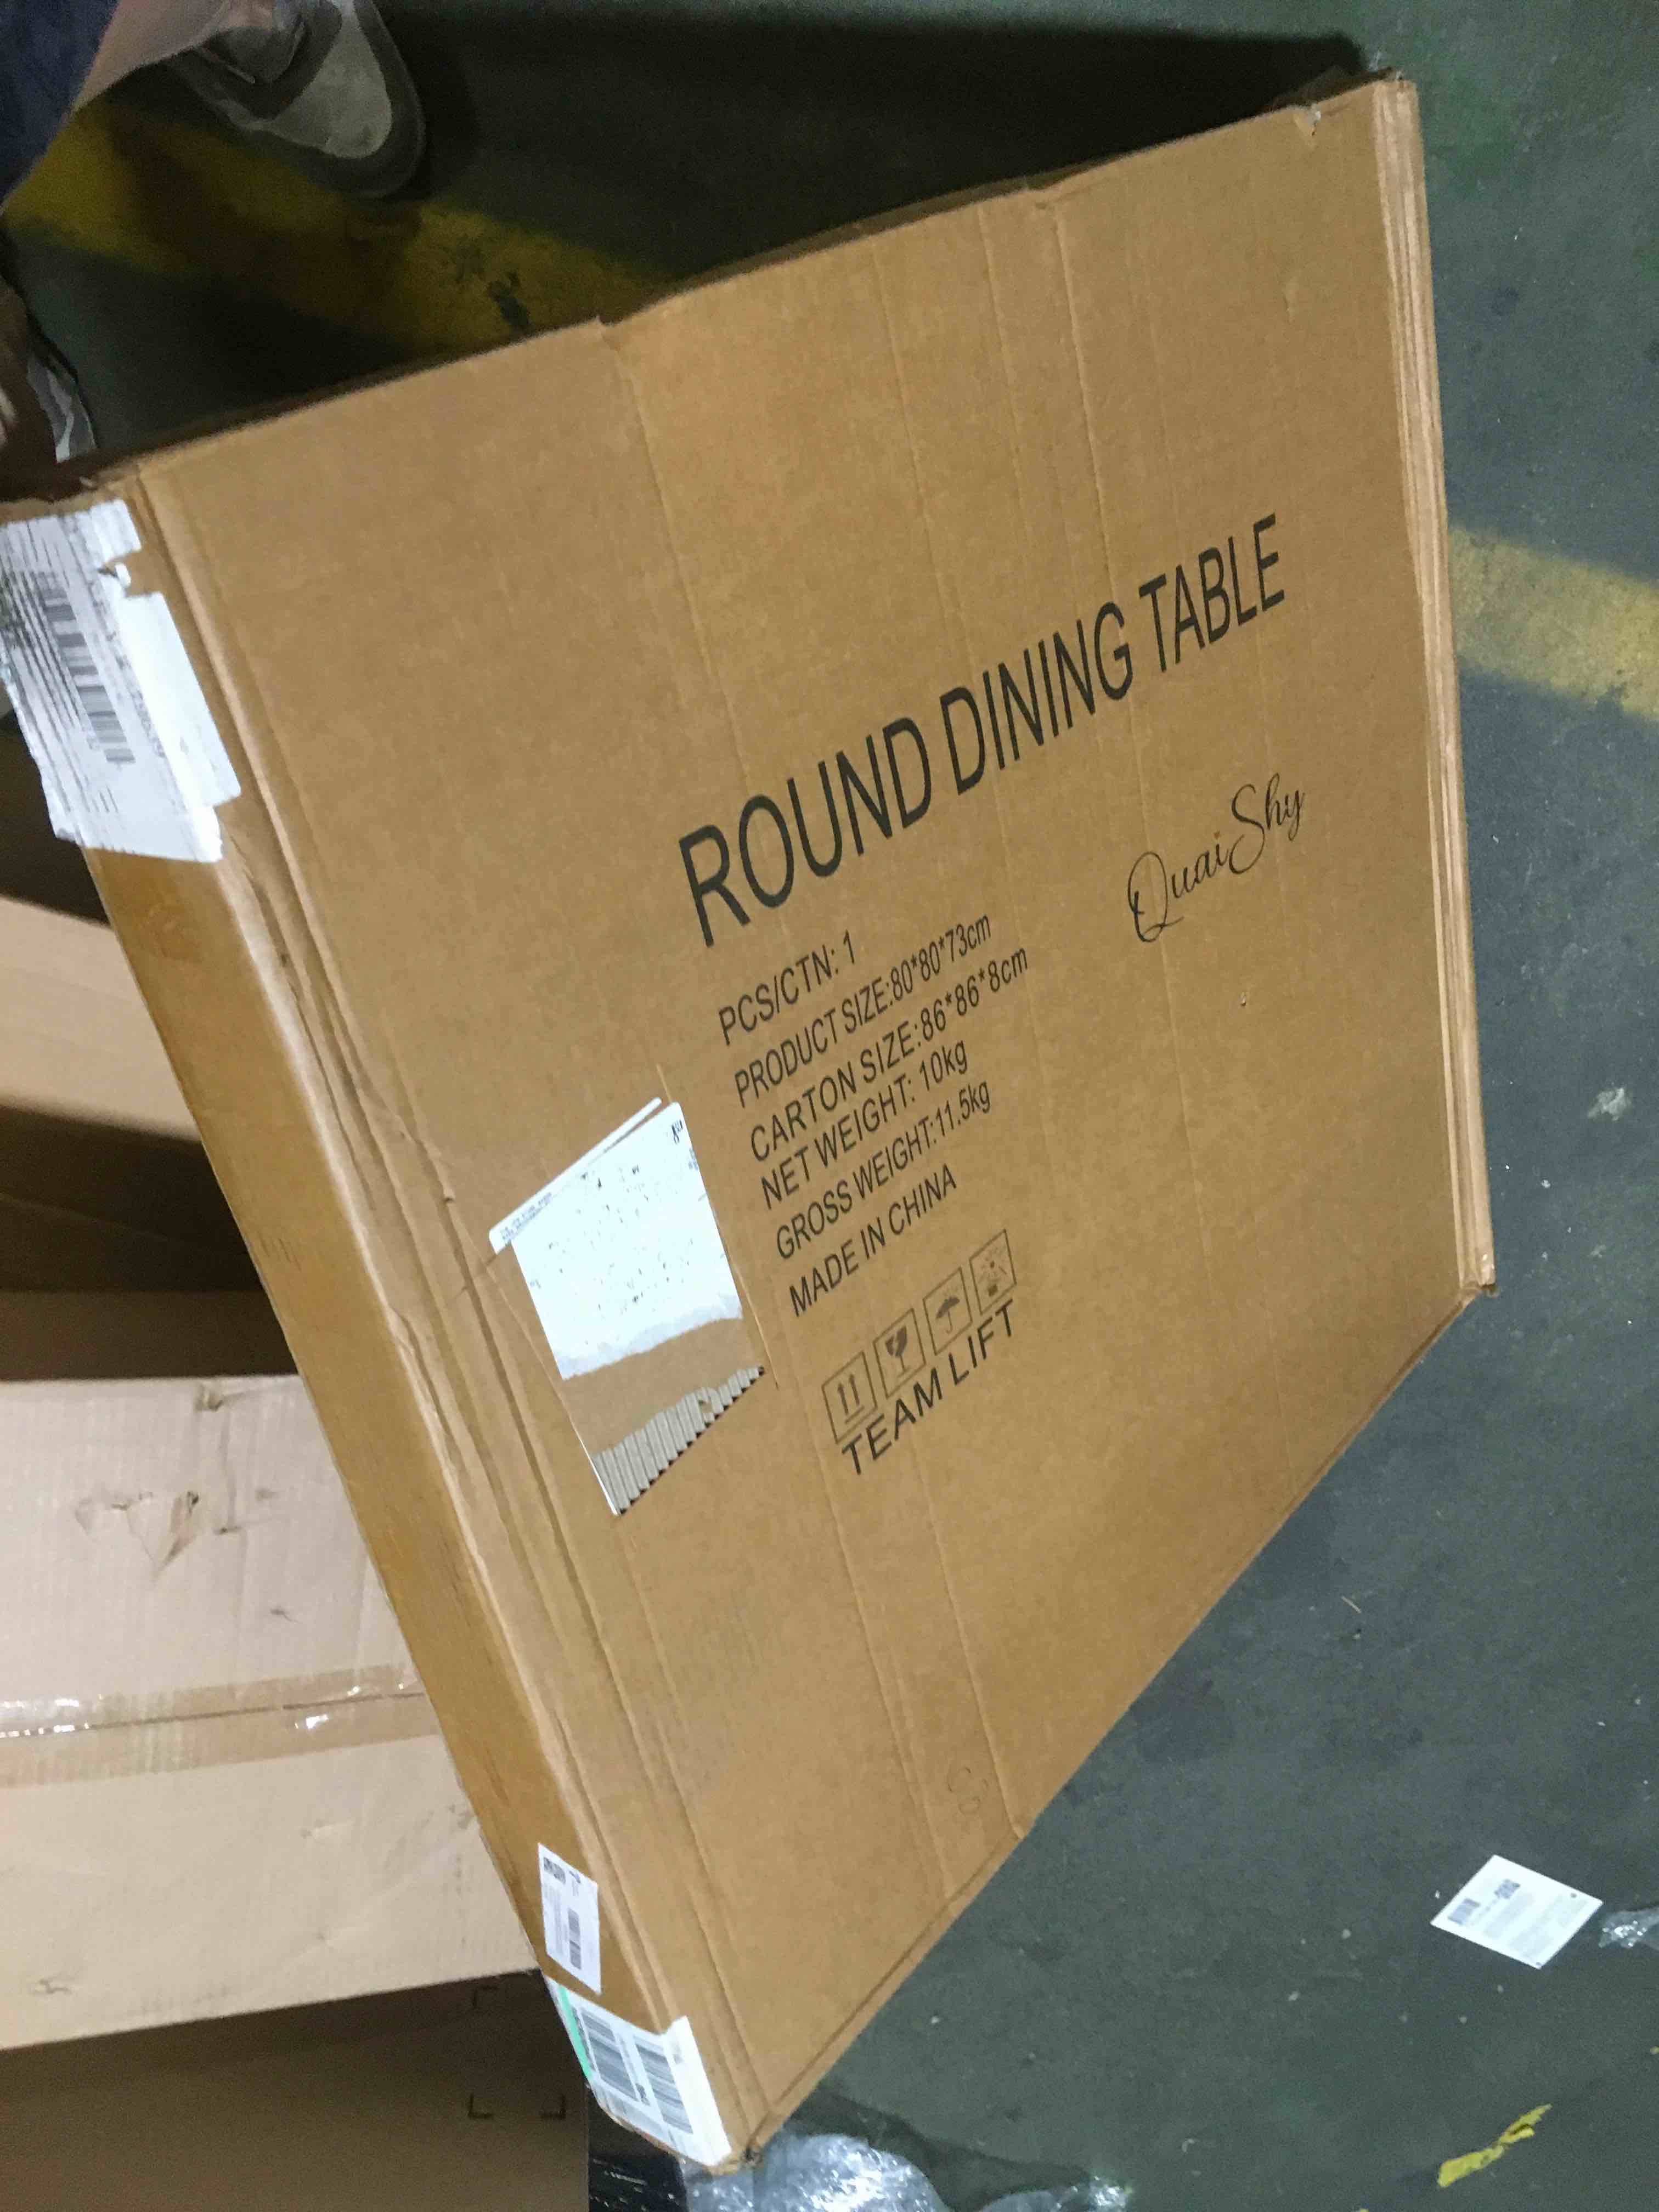 ROUND DINING TABLE
PCS/CTN: 1
PRODUCT SIZE:80*80*73cm
CARTON SIZE:86*86*8cm
NET WEIGHT: 10kg
GROSS WEIGHT:11.5kg
MADE IN CHINA
TEAM LIFT
QuaiShy